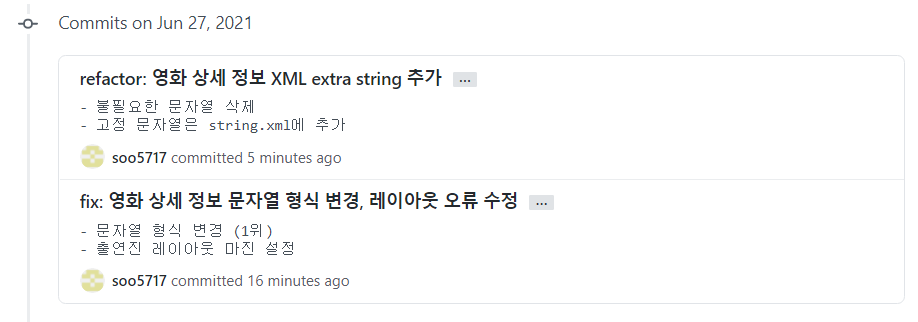 Commits on Jun 27, 2021
refactor: 영화 상세 정보 XML extra string 추가 ...
- 불필요한 문자열 삭제
- 고정 문자열은 string.xml에 추가
soo5717 committed 5 minutes ago
fix: 영화 상세 정보 문자열 형식 변경, 레이아웃 오류 수정 ...
- 문자열 형식 변경 (1위)
- 출연진 레이아웃 마진 설정
soo5717 committed 16 minutes ago